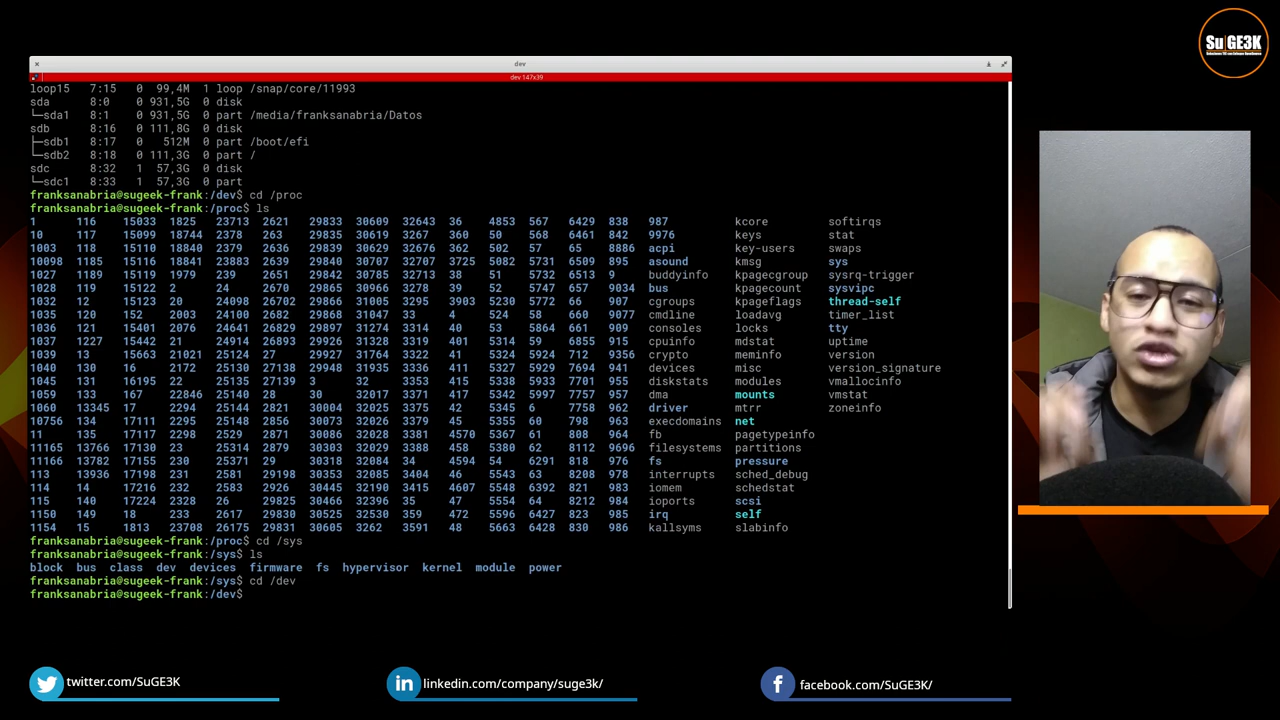 Su GE3K
dev
dev 147x39
loop15 7:15 0 99,4M 1 loop /snap/core/11993
sda 8:0 0 931,5G 0 disk
└─sda1 8:1 0 931,5G 0 part /media/franksanabria/Datos
sdb 8:16 0 111,8G 0 disk
├─sdb1 8:17 0 512M 0 part /boot/efi
└─sdb2 8:18 0 111,3G 0 part /
sdc 8:32 1 57,3G 0 disk
└─sdc1 8:33 1 57,3G 0 part
franksanabria@sugeek-frank:/dev$ cd /proc
franksanabria@sugeek-frank:/proc$ ls
1 116 15033 1825 23713 2621 29833 30609 32643 36 4853 567 6429 838 987 kcore softirqs
10 117 15099 18744 2378 263 29835 30619 3267 360 50 568 6461 842 9976 keys stat
1003 118 15110 18840 2379 2636 29839 30629 32676 362 502 57 65 8886 acpi key-users swaps
10098 1185 15116 18841 23883 2639 29840 30707 32707 3725 5082 5731 6509 895 asound kmsg sys
1027 1189 15119 1979 239 2651 29842 30785 32713 38 51 5732 6513 9 buddyinfo kpagecgroup sysrq-trigger
1028 119 15122 2 24 2670 29865 30966 3278 39 52 5747 657 9034 bus kpagecount sysvipc
1032 12 15123 20 24098 26702 29866 31005 3295 3903 5230 5772 66 907 cgroups kpageflags thread-self
1035 120 152 2003 24100 2682 29868 31047 33 4 524 58 660 9077 cmdline loadavg timer_list
1036 121 15401 2076 24641 26829 29897 31274 3314 40 53 5864 661 909 consoles locks tty
1037 1227 15442 21 24914 26893 29926 31328 3319 401 5314 59 6855 915 cpuinfo mdstat uptime
1039 13 15663 21021 25124 27 29927 31764 3322 41 5324 5924 712 9356 crypto meminfo version
1040 130 16 2172 25130 27138 29948 31935 3336 411 5327 5929 7694 941 devices misc version_signature
1045 131 16195 22 25135 27139 3 32 3353 415 5338 5933 7701 955 diskstats modules vmallocinfo
1059 133 167 22846 25140 28 30 32017 3371 417 5342 5997 7757 957 dma mounts vmstat
1060 13345 17 2294 25144 2821 30004 32025 3375 42 5345 6 7758 962 driver mtrr zoneinfo
10756 134 17111 2295 25148 2856 30073 32026 3379 45 5355 60 798 963 execdomains net
11 135 17117 2298 2529 2871 30086 32028 3381 4570 5367 61 808 964 fb pagetypeinfo
11165 13766 17130 23 25314 2879 30303 32029 3388 458 5380 62 8112 9696 filesystems partitions
11166 13782 17155 230 25371 29 30318 32084 34 4594 54 6291 818 976 fs pressure
113 13936 17198 231 2581 29198 30353 32085 3404 46 5543 63 8208 978 interrupts sched_debug
114 14 17216 232 2583 2926 30445 32190 3415 4607 5548 6392 821 983 iomem schedstat
115 140 17224 2328 26 29825 30466 32396 35 47 5554 64 8212 984 ioports scsi
1150 149 18 233 2617 29830 30525 32530 359 472 5596 6427 823 985 irq self
1154 15 1813 23708 26175 29831 30605 3262 3591 48 5663 6428 830 986 kallsyms slabinfo
franksanabria@sugeek-frank:/proc$ cd /sys
franksanabria@sugeek-frank:/sys$ ls
block bus class dev devices firmware fs hypervisor kernel module power
franksanabria@sugeek-frank:/sys$ cd /dev
franksanabria@sugeek-frank:/dev$
twitter.com/SuGE3K
in linkedin.com/company/suge3k/
f facebook.com/SuGE3K/